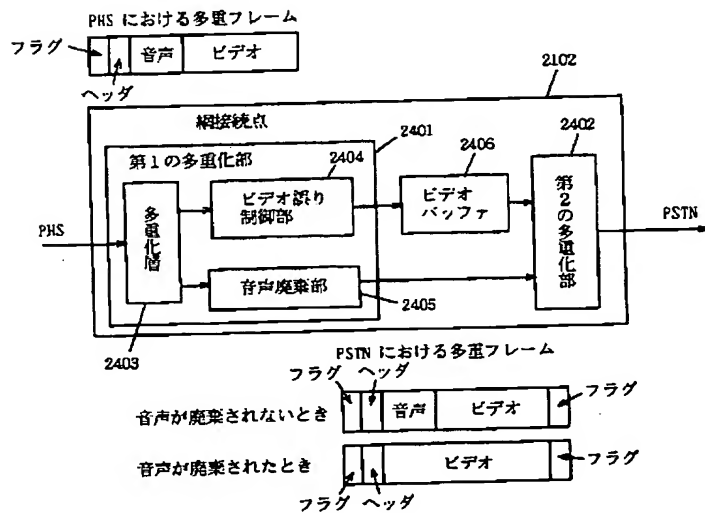 PHS における多重フレーム
フラグ
音声
ビデオ
ヘッダ
2102
網接続点
2401
2402
第1の多重化部
2404
2406
ビデオ誤り
制御部
ビデオ
バッファ
多重化層
第2の多重化部
PHS
PSTN
音声廃棄部
2405
2403
PSTN における多重フレーム
フラグ
ヘッダ
フラグ
音声が廃棄されないとき
音声
ビデオ
音声が廃棄されたとき
ビデオ
フラグ
フラグ
ヘッダ